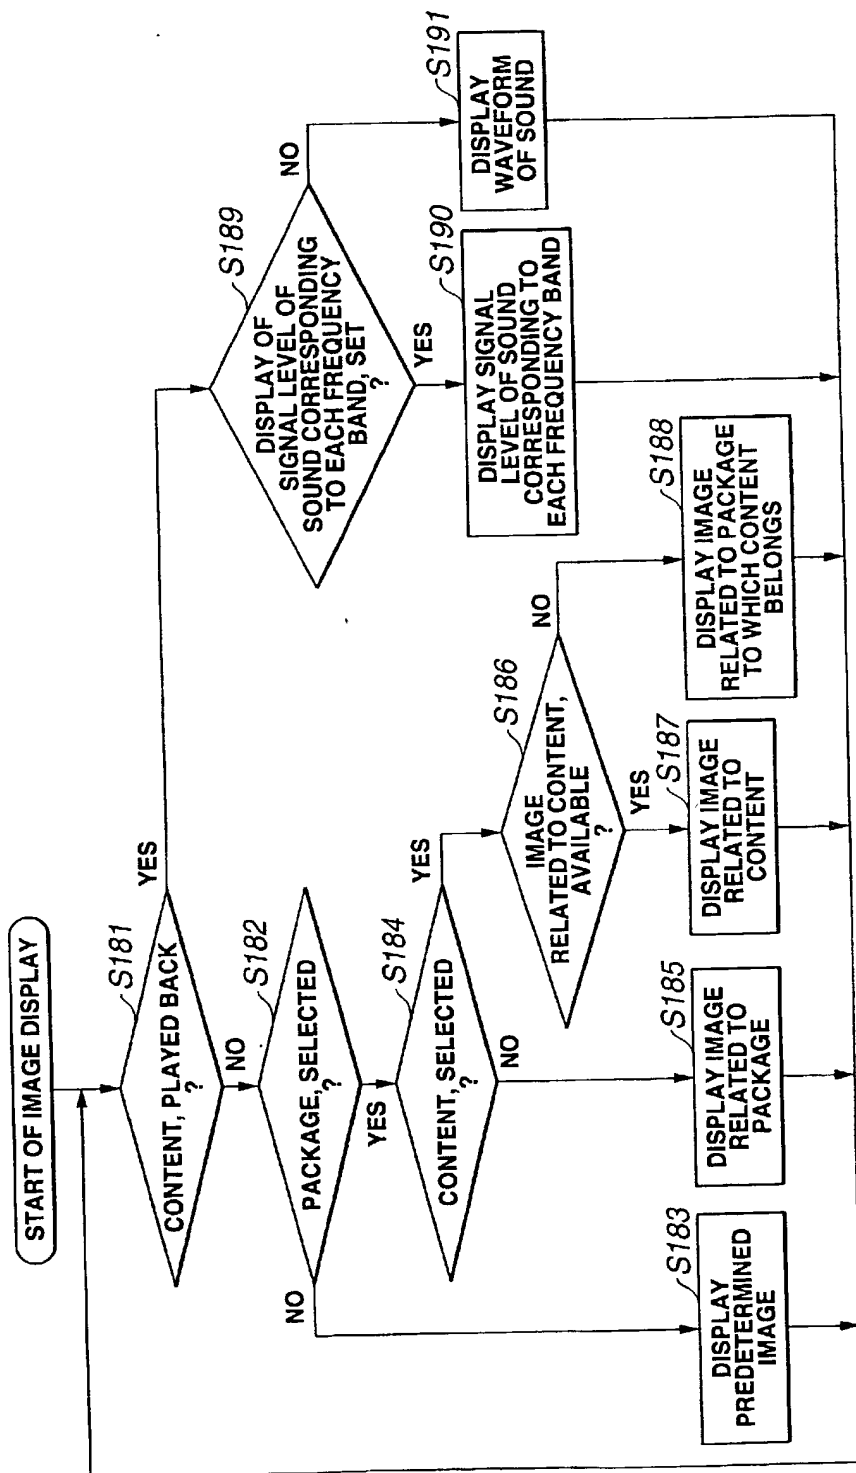 START OF IMAGE DISPLAY
S181
CONTENT, PLAYED BACK
?
YES
NO
S182
PACKAGE, SELECTED
?
NO
YES
S184
CONTENT, SELECTED
?
YES
NO
S183
DISPLAY
PREDETERMINED
IMAGE
S185
DISPLAY IMAGE
RELATED TO
PACKAGE
S186
IMAGE
RELATED TO CONTENT,
AVAILABLE
?
NO
YES
S187
DISPLAY IMAGE
RELATED TO
CONTENT
S188
DISPLAY IMAGE
RELATED TO PACKAGE
TO WHICH CONTENT
BELONGS
S189
DISPLAY OF
SIGNAL LEVEL OF
SOUND CORRESPONDING
TO EACH FREQUENCY
BAND, SET
?
NO
YES
S190
DISPLAY SIGNAL
LEVEL OF SOUND
CORRESPONDING TO
EACH FREQUENCY BAND
S191
DISPLAY
WAVEFORM
OF SOUND